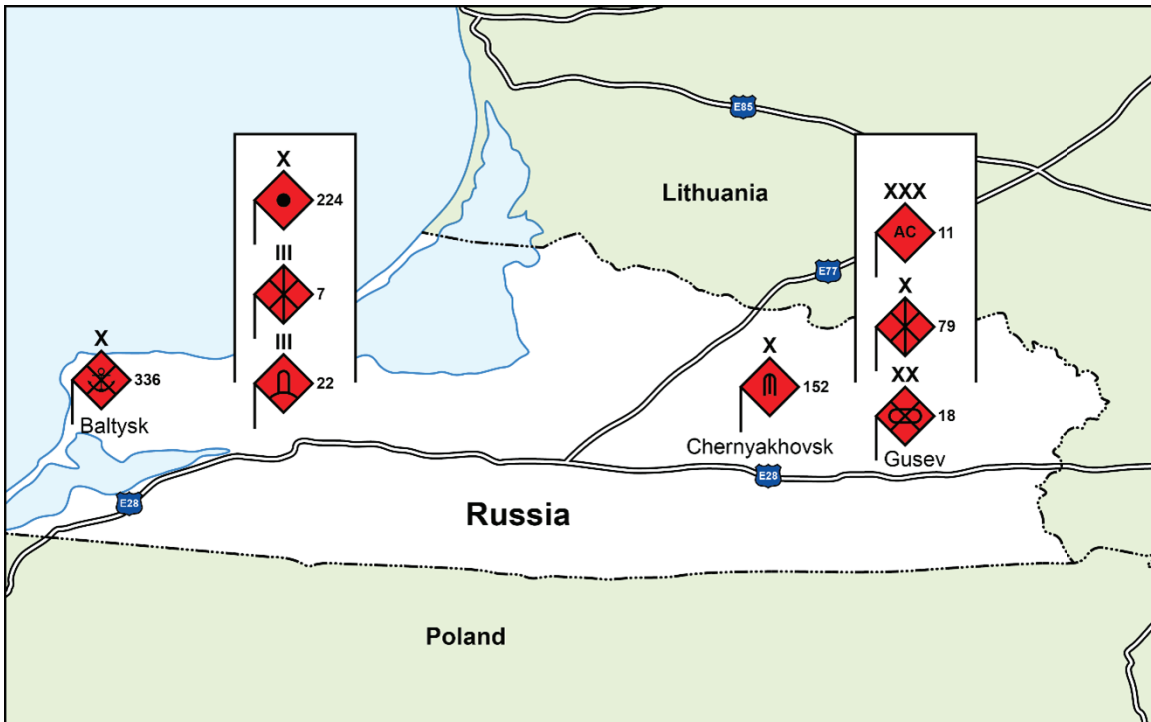 E85
X
224
Lithuania
XXX
AC
11
III
7
E77
X
79
X
336
III
22
X
152
XX
18
Baltysk
Chernyakhovsk
Gusev
E28
E28
Russia
Poland